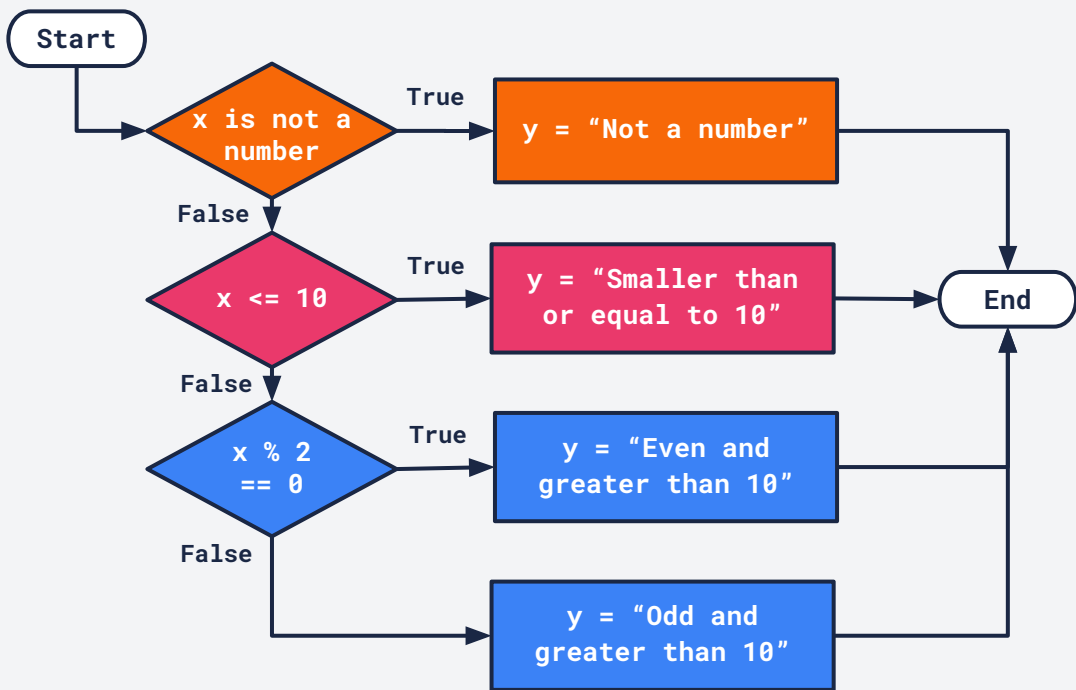 Start
x is not a
number
True
y = “Not a number”
False
x <= 10
True
y = “Smaller than
or equal to 10”
End
False
x % 2
== 0
True
y = “Even and
greater than 10”
False
y = “Odd and
greater than 10”